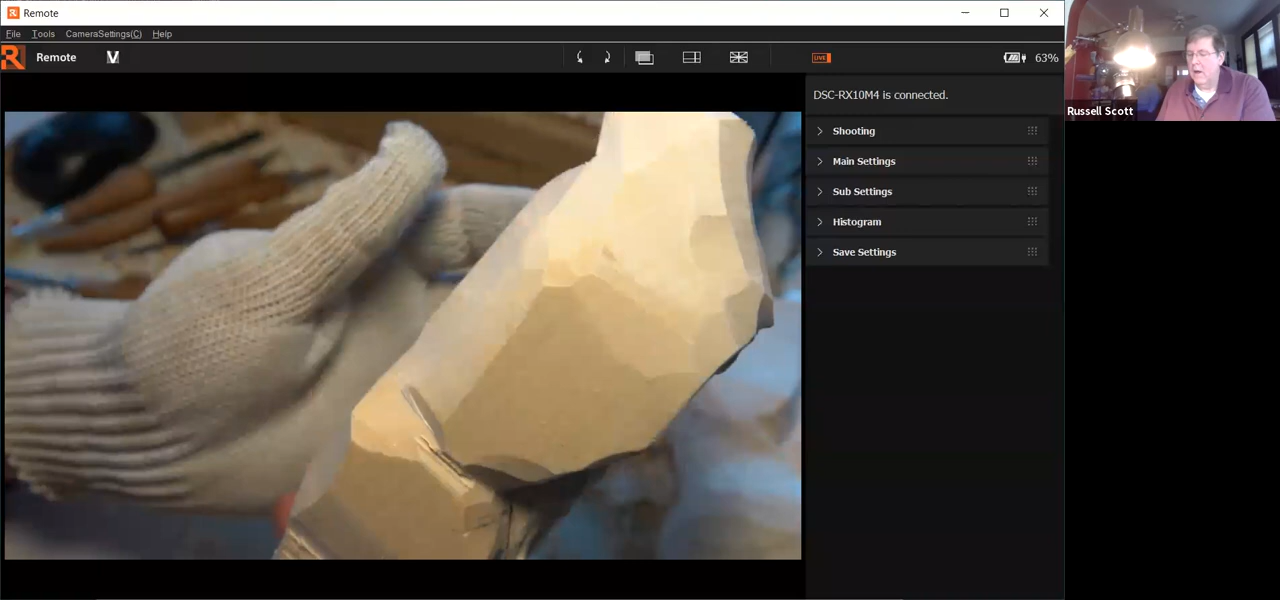 Remote
File Tools CameraSettings(C) Help
R Remote V LIVE 63%
DSC-RX10M4 is connected.
Shooting
Main Settings
Sub Settings
Histogram
Save Settings
Russell Scott